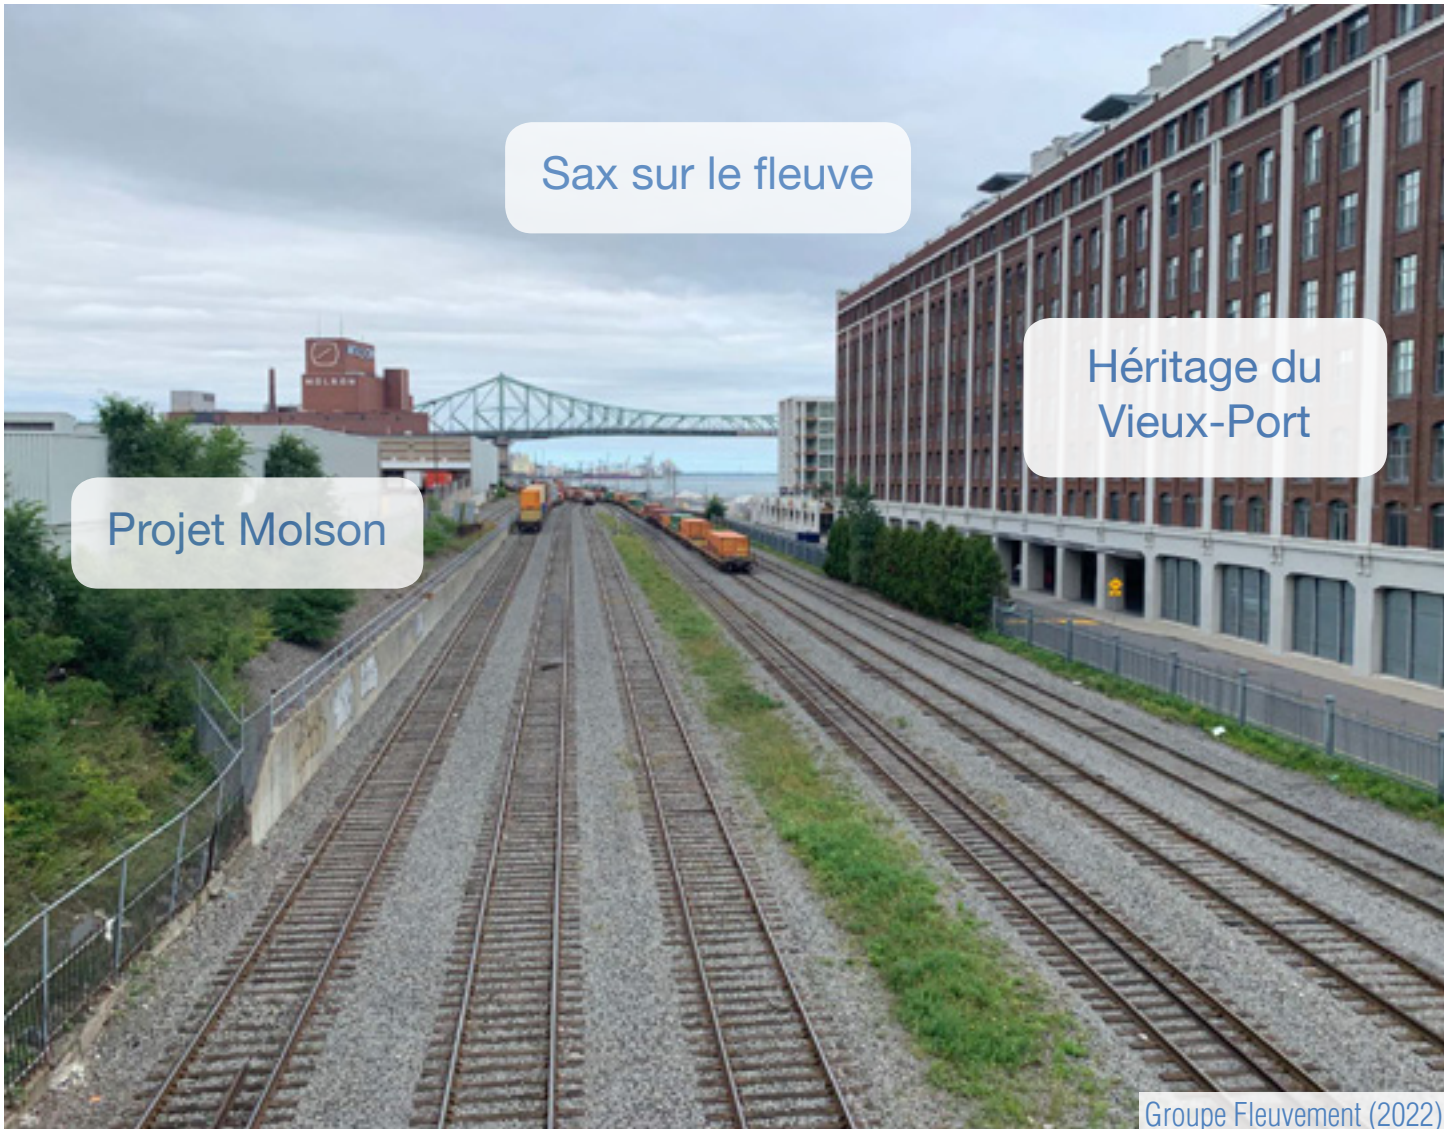 Sax sur le fleuve
Héritage du
Vieux-Port
MOLSON
Projet Molson
Groupe Fleuvement (2022)